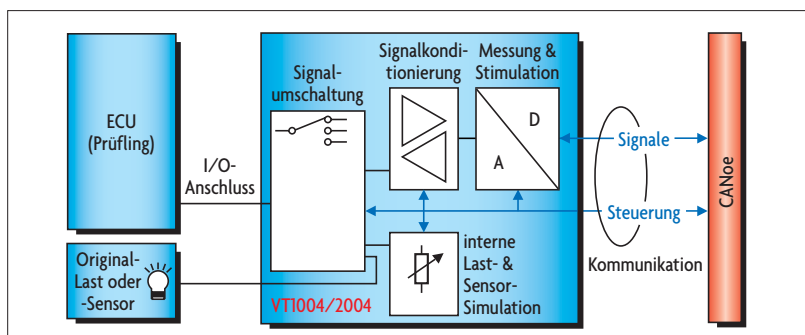 ECU
(Prüfling)
I/O-
Anschluss
Original-
Last oder
-Sensor
Signal-
umschaltung
Signalkondi-
tionierung
Messung &
Stimulation
D
A
interne
Last- &
Sensor-
Simulation
VT1004/2004
Signale
Steuerung
Kommunikation
CANoe